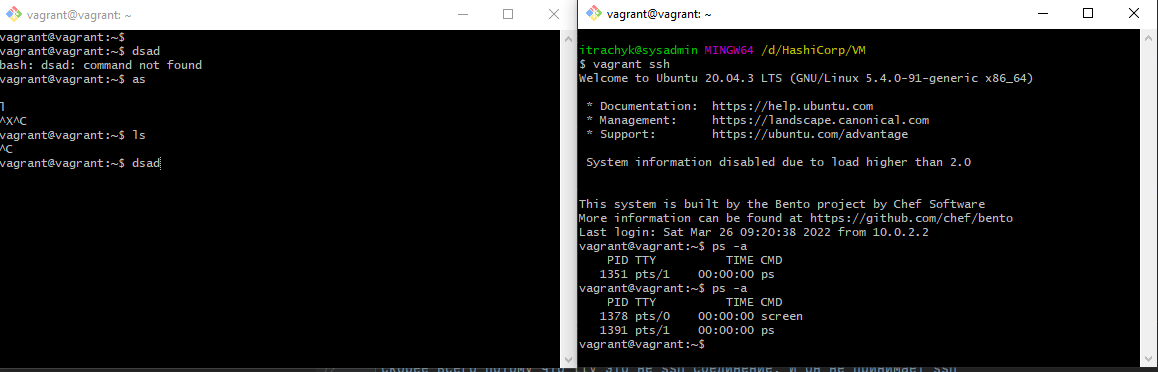 vagrant@vagrant: ~
vagrant@vagrant:~$
vagrant@vagrant:~$ dsad
bash: dsad: command not found
vagrant@vagrant:~$ as
l
^X^C
vagrant@vagrant:~$ ls
^C
vagrant@vagrant:~$ dsad
vagrant@vagrant: ~
itrachyk@sysadmin MINGW64 /d/HashiCorp/VM
$ vagrant ssh
Welcome to Ubuntu 20.04.3 LTS (GNU/Linux 5.4.0-91-generic x86_64)
* Documentation: https://help.ubuntu.com
* Management: https://landscape.canonical.com
* Support: https://ubuntu.com/advantage
System information disabled due to load higher than 2.0
This system is built by the Bento project by Chef Software
More information can be found at https://github.com/chef/bento
Last login: Sat Mar 26 09:20:38 2022 from 10.0.2.2
vagrant@vagrant:~$ ps -a
PID TTY TIME CMD
1351 pts/1 00:00:00 ps
vagrant@vagrant:~$ ps -a
PID TTY TIME CMD
1378 pts/0 00:00:00 screen
1391 pts/1 00:00:00 ps
vagrant@vagrant:~$